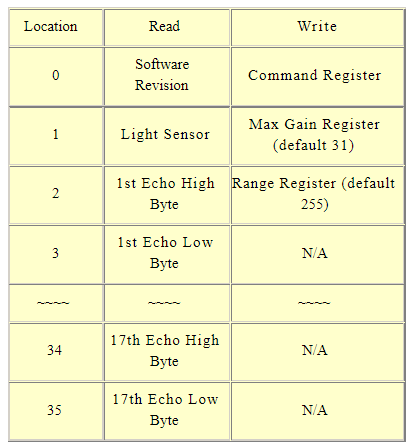 Location Read Write
0 Software Revision Command Register
1 Light Sensor Max Gain Register (default 31)
2 1st Echo High Byte Range Register (default 255)
3 1st Echo Low Byte N/A
~~~~ ~~~~ ~~~~
34 17th Echo High Byte N/A
35 17th Echo Low Byte N/A